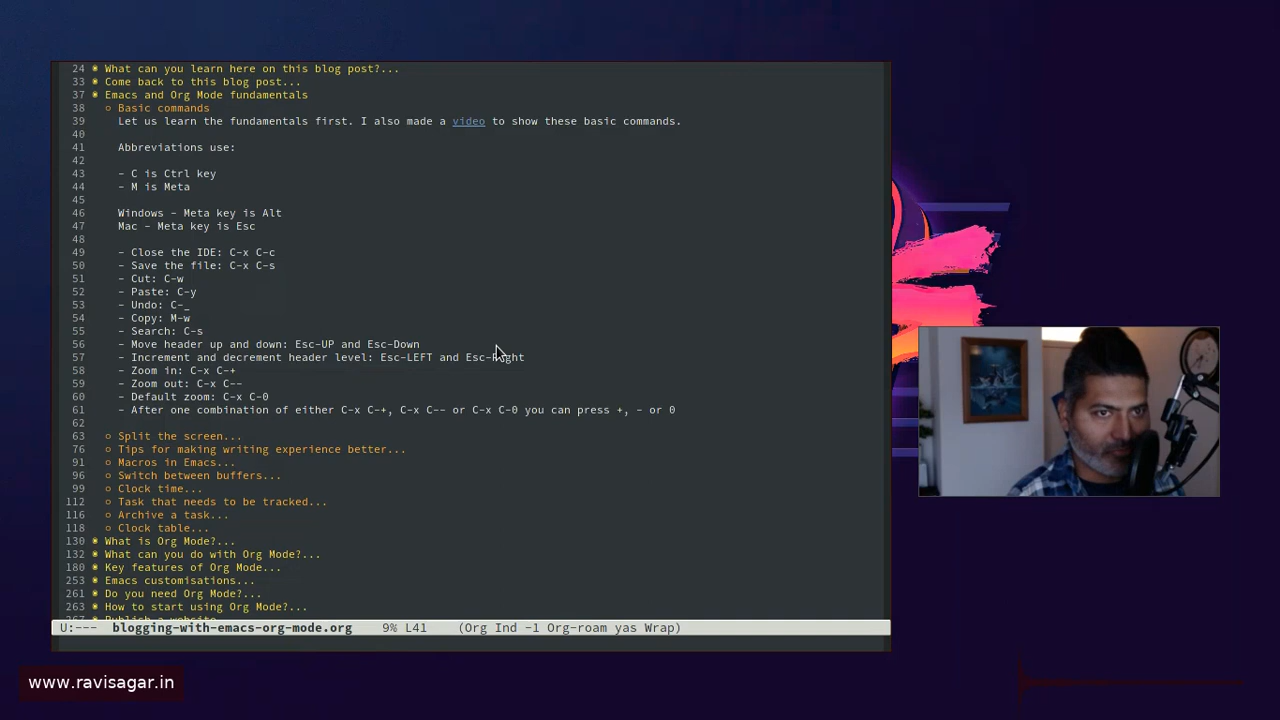 24 * What can you learn here on this blog post?...
33 * Come back to this blog post...
37 * Emacs and Org Mode fundamentals
38 ○ Basic commands
39 Let us learn the fundamentals first. I also made a video to show these basic commands.
40
41 Abbreviations use:
42
43 - C is Ctrl key
44 - M is Meta
45
46 Windows - Meta key is Alt
47 Mac - Meta key is Esc
48
49 - Close the IDE: C-x C-c
50 - Save the file: C-x C-s
51 - Cut: C-w
52 - Paste: C-y
53 - Undo: C-_
54 - Copy: M-w
55 - Search: C-s
56 - Move header up and down: Esc-UP and Esc-Down
57 - Increment and decrement header level: Esc-LEFT and Esc-Right
58 - Zoom in: C-x C-+
59 - Zoom out: C-x C--
60 - Default zoom: C-x C-0
61 - After one combination of either C-x C-+, C-x C-- or C-x C-0 you can press +, - or 0
62
63 ○ Split the screen...
76 ○ Tips for making writing experience better...
91 ○ Macros in Emacs...
96 ○ Switch between buffers...
99 ○ Clock time...
112 ○ Task that needs to be tracked...
116 ○ Archive a task...
118 ○ Clock table...
130 * What is Org Mode?...
132 * What can you do with Org Mode?...
180 * Key features of Org Mode...
253 * Emacs customisations...
261 * Do you need Org Mode?...
263 * How to start using Org Mode?...
267 * Publish a website
U:--- blogging-with-emacs-org-mode.org 9% L41 (Org Ind -1 Org-roam yas Wrap)
www.ravisagar.in